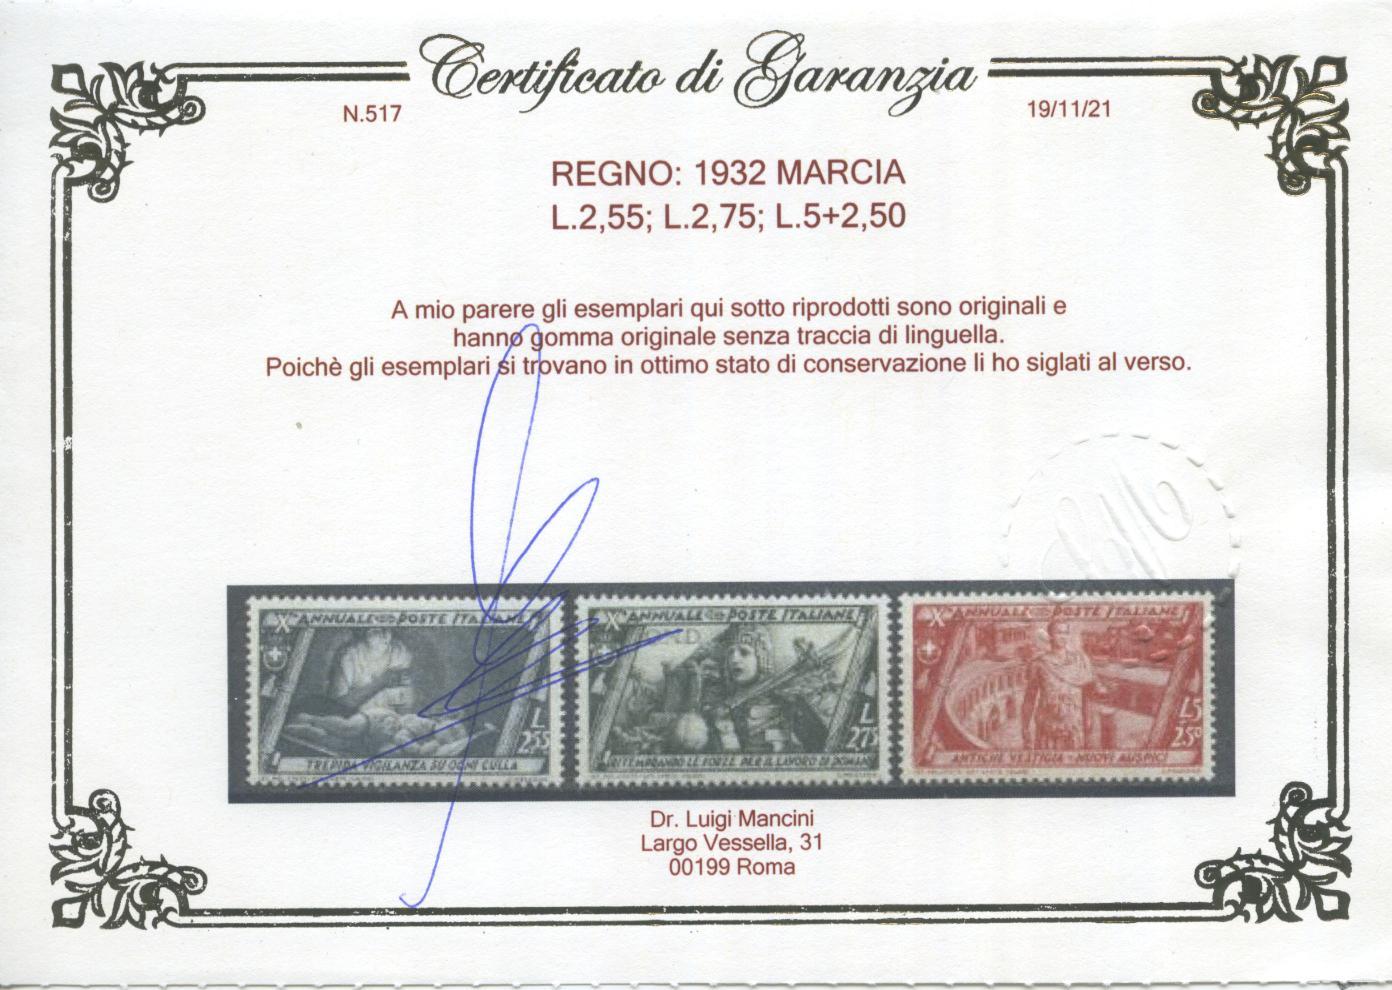 Certificato di Garanzia
N.517
19/11/21
REGNO: 1932 MARCIA
L.2,55; L.2,75; L.5+2,50
A mio parere gli esemplari qui sotto riprodotti sono originali e
hanno gomma originale senza traccia di linguella.
Poichè gli esemplari si trovano in ottimo stato di conservazione li ho siglati al verso.
X ANNUALE POSTE ITALIANE
L
2.55
TREPIDA VIGILANZA SU OGNI CULLA
X ANNUALE POSTE ITALIANE
L
2.75
RITEMPRANDO LE FORZE PER IL LAVORO DI DOMANI
X ANNUALE POSTE ITALIANE
L5
2.50
ANTICHE VESTIGIA - NUOVI AUSPICI
Dr. Luigi Mancini
Largo Vessella, 31
00199 Roma